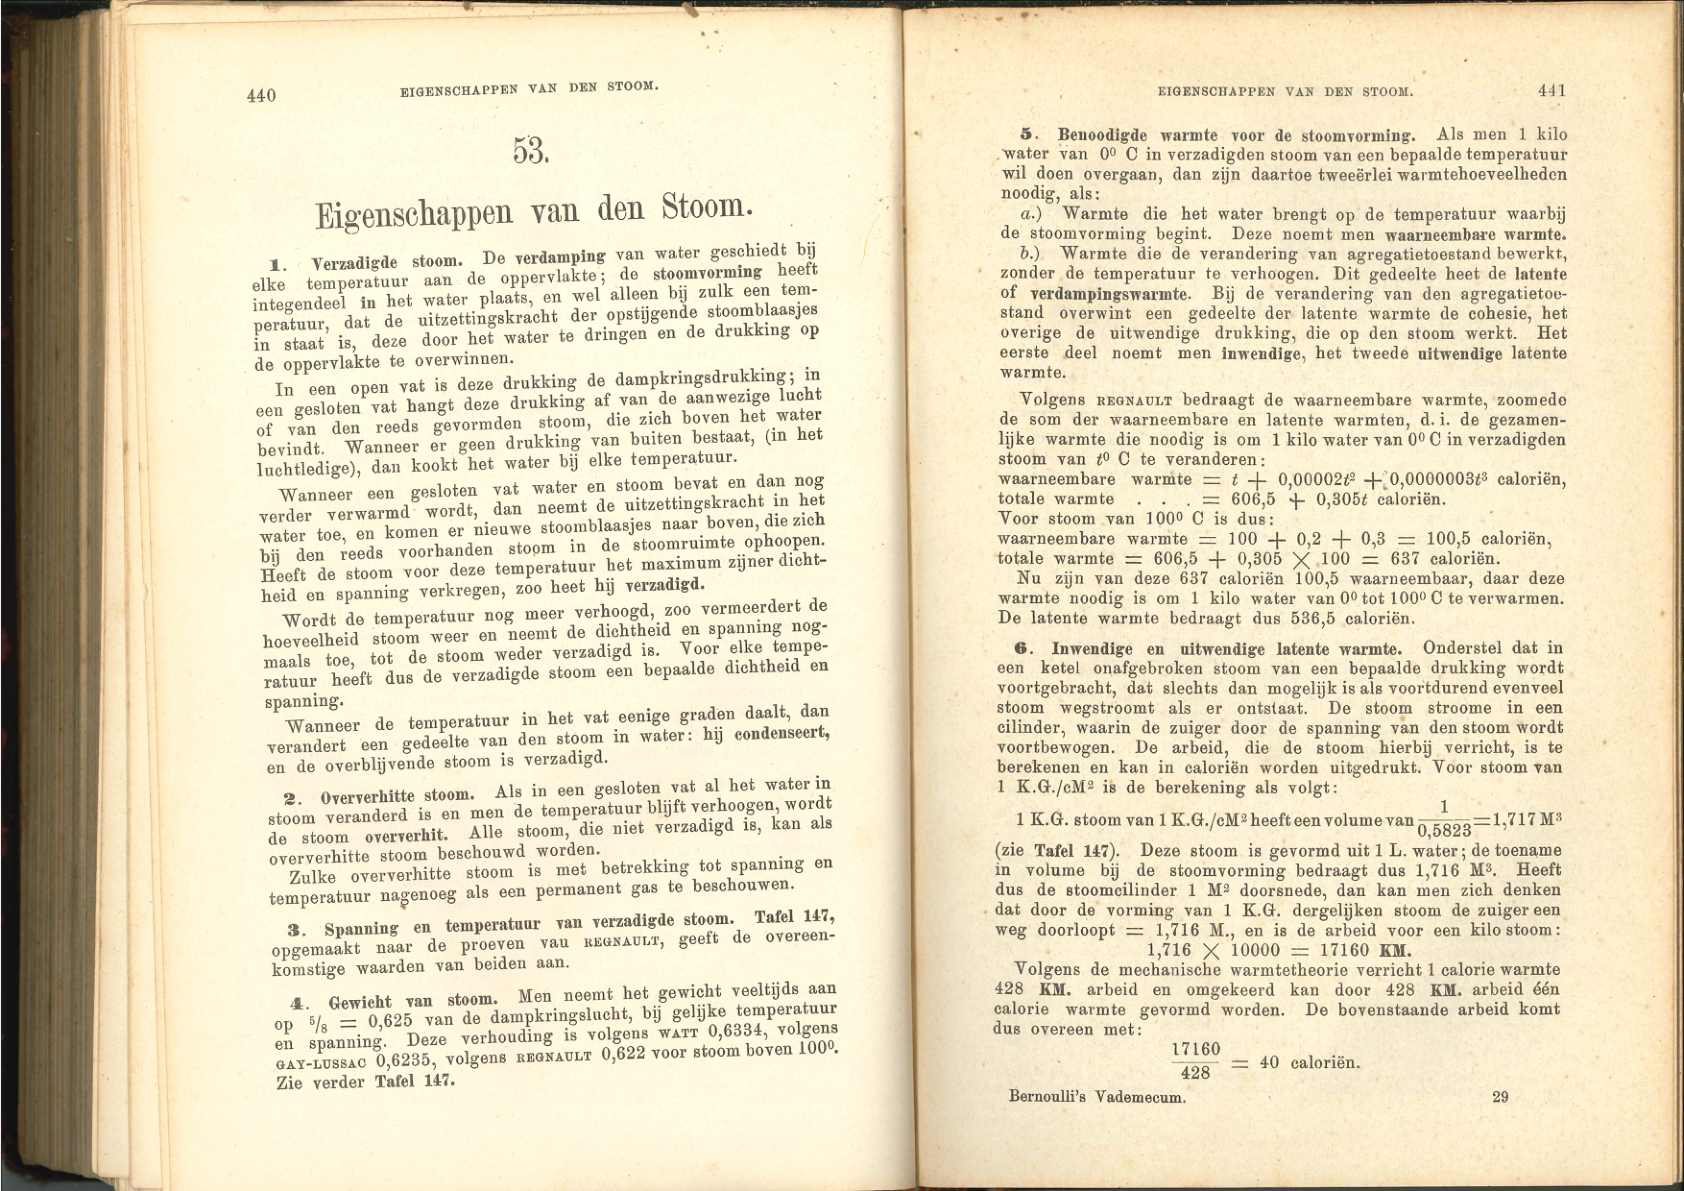 440
EIGENSCHAPPEN VAN DEN STOOM.
53.
Eigenschappen van den Stoom.
1. Verzadigde stoom. De verdamping van water geschiedt bij
elke temperatuur aan de oppervlakte; de stoomvorming heeft
integendeel in het water plaats, en wel alleen bij zulk een tem-
peratuur, dat de uitzettingskracht der opstijgende stoomblaasjes
in staat is, deze door het water te dringen en de drukking op
de oppervlakte te overwinnen.
In een open vat is deze drukking de dampkringsdrukking; in
een gesloten vat hangt deze drukking af van de aanwezige lucht
of van den reeds gevormden stoom, die zich boven het water
bevindt. Wanneer er geen drukking van buiten bestaat, (in het
luchtledige), dan kookt het water bij elke temperatuur.
Wanneer een gesloten vat water en stoom bevat en dan nog
verder verwarmd wordt, dan neemt de uitzettingskracht in het
water toe, en komen er nieuwe stoomblaasjes naar boven, die zich
bij den reeds voorhanden stoom in de stoomruimte ophoopen.
Heeft de stoom voor deze temperatuur het maximum zijner dicht-
heid en spanning verkregen, zoo heet hij verzadigd.
Wordt de temperatuur nog meer verhoogd, zoo vermeerdert de
hoeveelheid stoom weer en neemt de dichtheid en spanning nog-
maals toe, tot de stoom weder verzadigd is. Voor elke tempe-
ratuur heeft dus de verzadigde stoom een bepaalde dichtheid en
spanning.
Wanneer de temperatuur in het vat eenige graden daalt, dan
verandert een gedeelte van den stoom in water: hij condenseert,
en de overblijvende stoom is verzadigd.
2. Oververhitte stoom. Als in een gesloten vat al het water in
stoom veranderd is en men de temperatuur blijft verhoogen, wordt
de stoom oververhit. Alle stoom, die niet verzadigd is, kan als
oververhitte stoom beschouwd worden.
Zulke oververhitte stoom is met betrekking tot spanning en
temperatuur nagenoeg als een permanent gas te beschouwen.
3. Spanning en temperatuur van verzadigde stoom. Tafel 147,
opgemaakt naar de proeven vau REGNAULT, geeft de overeen-
komstige waarden van beiden aan.
4. Gewicht van stoom. Men neemt het gewicht veeltijds aan
op 5/8 = 0,625 van de dampkringslucht, bij gelijke temperatuur
en spanning. Deze verhouding is volgens WATT 0,6334, volgens
GAY-LUSSAC 0,6235, volgens REGNAULT 0,622 voor stoom boven 100⁰.
Zie verder Tafel 147.
EIGENSCHAPPEN VAN DEN STOOM.
441
5. Benoodigde warmte voor de stoomvorming. Als men 1 kilo
water van 0⁰ C in verzadigden stoom van een bepaalde temperatuur
wil doen overgaan, dan zijn daartoe tweeërlei warmtehoeveelheden
noodig, als:
a.) Warmte die het water brengt op de temperatuur waarbij
de stoomvorming begint. Deze noemt men waarneembare warmte.
b.) Warmte die de verandering van agregatietoestand bewerkt,
zonder de temperatuur te verhoogen. Dit gedeelte heet de latente
of verdampingswarmte. Bij de verandering van den agregatietoe-
stand overwint een gedeelte der latente warmte de cohesie, het
overige de uitwendige drukking, die op den stoom werkt. Het
eerste deel noemt men inwendige, het tweede uitwendige latente
warmte.
Volgens REGNAULT bedraagt de waarneembare warmte, zoomede
de som der waarneembare en latente warmten, d. i. de gezamen-
lijke warmte die noodig is om 1 kilo water van 0⁰ C in verzadigden
stoom van t⁰ C te veranderen:
waarneembare warmte = t + 0,00002t² + 0,0000003t³ caloriën,
totale warmte . . . = 606,5 + 0,305t caloriën.
Voor stoom van 100⁰ C is dus:
waarneembare warmte = 100 + 0,2 + 0,3 = 100,5 caloriën,
totale warmte = 606,5 + 0,305 × 100 = 637 caloriën.
Nu zijn van deze 637 caloriën 100,5 waarneembaar, daar deze
warmte noodig is om 1 kilo water van 0⁰ tot 100⁰ C te verwarmen.
De latente warmte bedraagt dus 536,5 caloriën.
6. Inwendige en uitwendige latente warmte. Onderstel dat in
een ketel onafgebroken stoom van een bepaalde drukking wordt
voortgebracht, dat slechts dan mogelijk is als voortdurend evenveel
stoom wegstroomt als er ontstaat. De stoom stroome in een
cilinder, waarin de zuiger door de spanning van den stoom wordt
voortbewogen. De arbeid, die de stoom hierbij verricht, is te
berekenen en kan in caloriën worden uitgedrukt. Voor stoom van
1 K.G./cM² is de berekening als volgt:
1 K.G. stoom van 1 K.G./cM² heeft een volume van 1/0,5823 = 1,717 M³
(zie Tafel 147). Deze stoom is gevormd uit 1 L. water; de toename
in volume bij de stoomvorming bedraagt dus 1,716 M³. Heeft
dus de stoomcilinder 1 M² doorsnede, dan kan men zich denken
dat door de vorming van 1 K.G. dergelijken stoom de zuiger een
weg doorloopt = 1,716 M., en is de arbeid voor een kilo stoom:
1,716 × 10000 = 17160 KM.
Volgens de mechanische warmtetheorie verricht 1 calorie warmte
428 KM. arbeid en omgekeerd kan door 428 KM. arbeid één
calorie warmte gevormd worden. De bovenstaande arbeid komt
dus overeen met:
17160/428 = 40 caloriën.
Bernoulli's Vademecum.
29